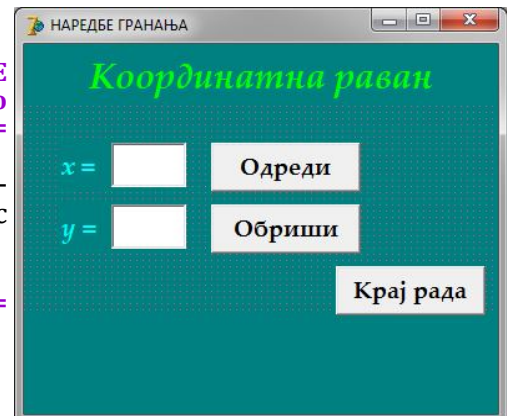 НАРЕДБЕ ГРАНАЊА
Е
Координатна раван
о
=
-
x =
Одреди
с
y =
Обриши
=
Крај рада